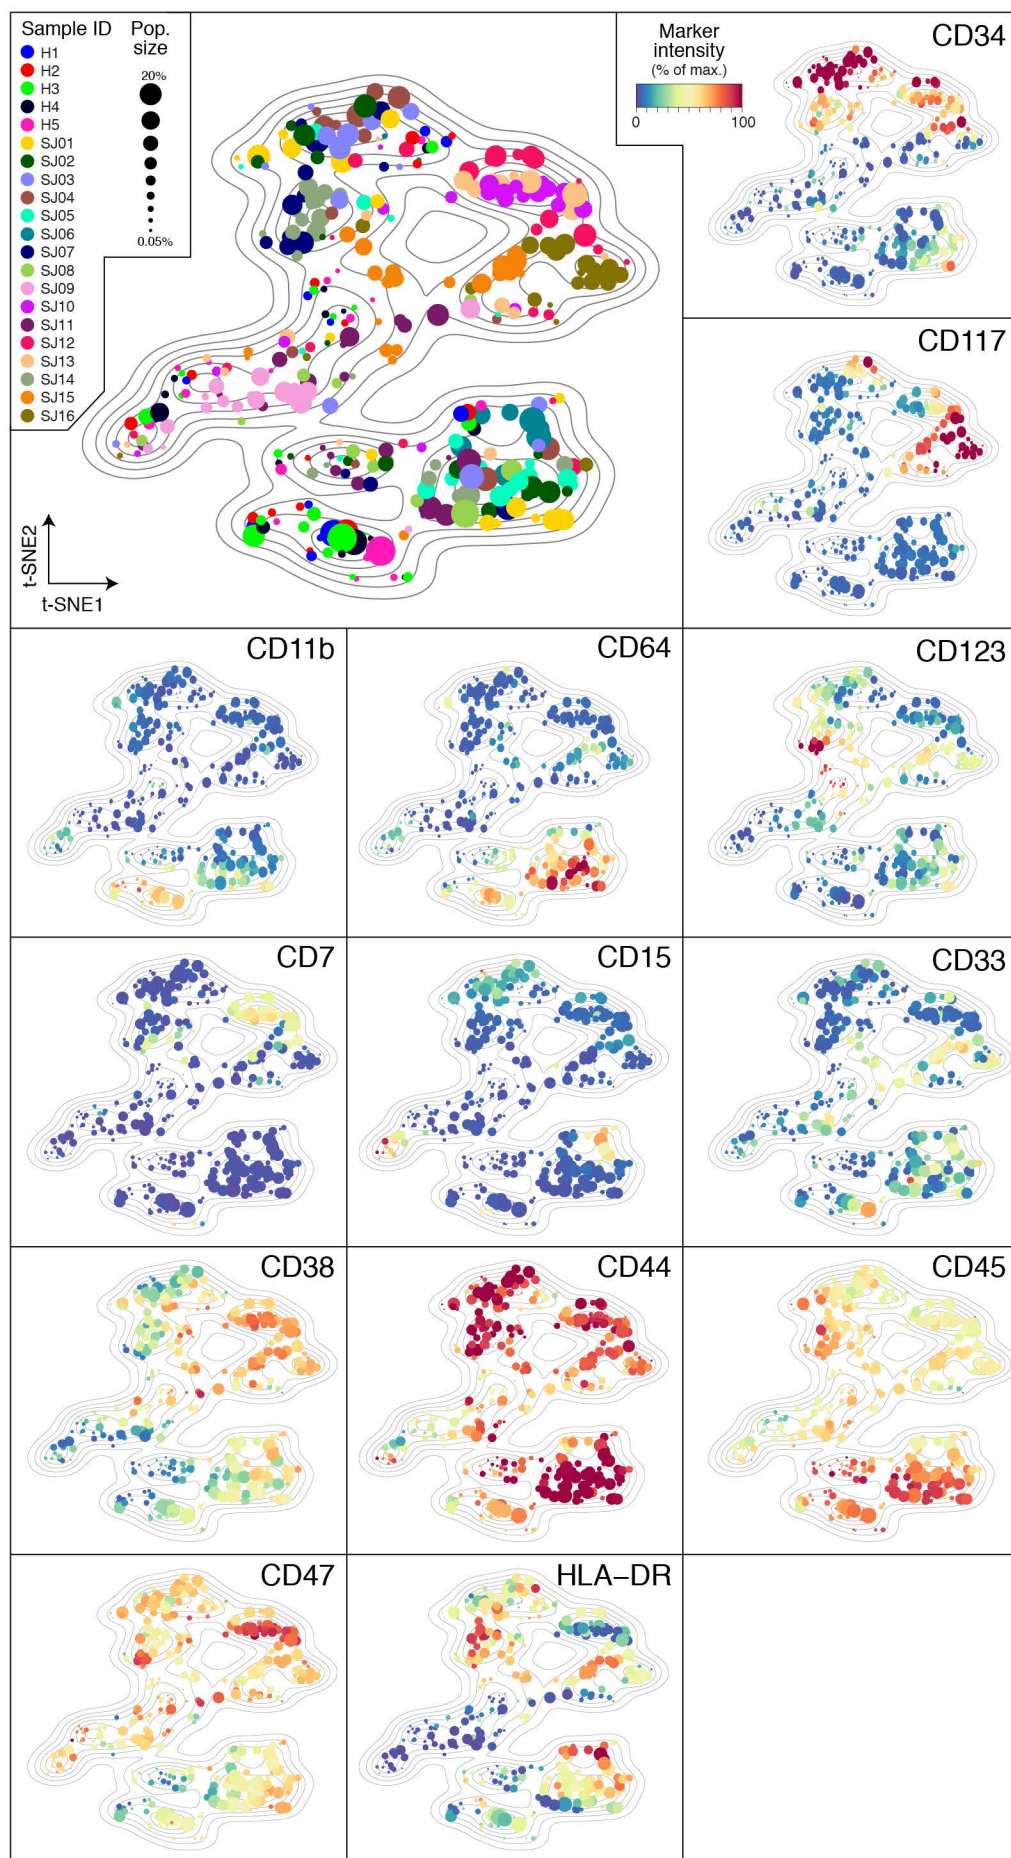 Sample ID
H1
H2
H3
H4
H5
SJ01
SJ02
SJ03
SJ04
SJ05
SJ06
SJ07
SJ08
SJ09
SJ10
SJ11
SJ12
SJ13
SJ14
SJ15
SJ16
Pop.
size
20%
0.05%
t-SNE2
t-SNE1
Marker
intensity
(% of max.)
0 100
CD34
CD117
CD11b
CD64
CD123
CD7
CD15
CD33
CD38
CD44
CD45
CD47
HLA–DR